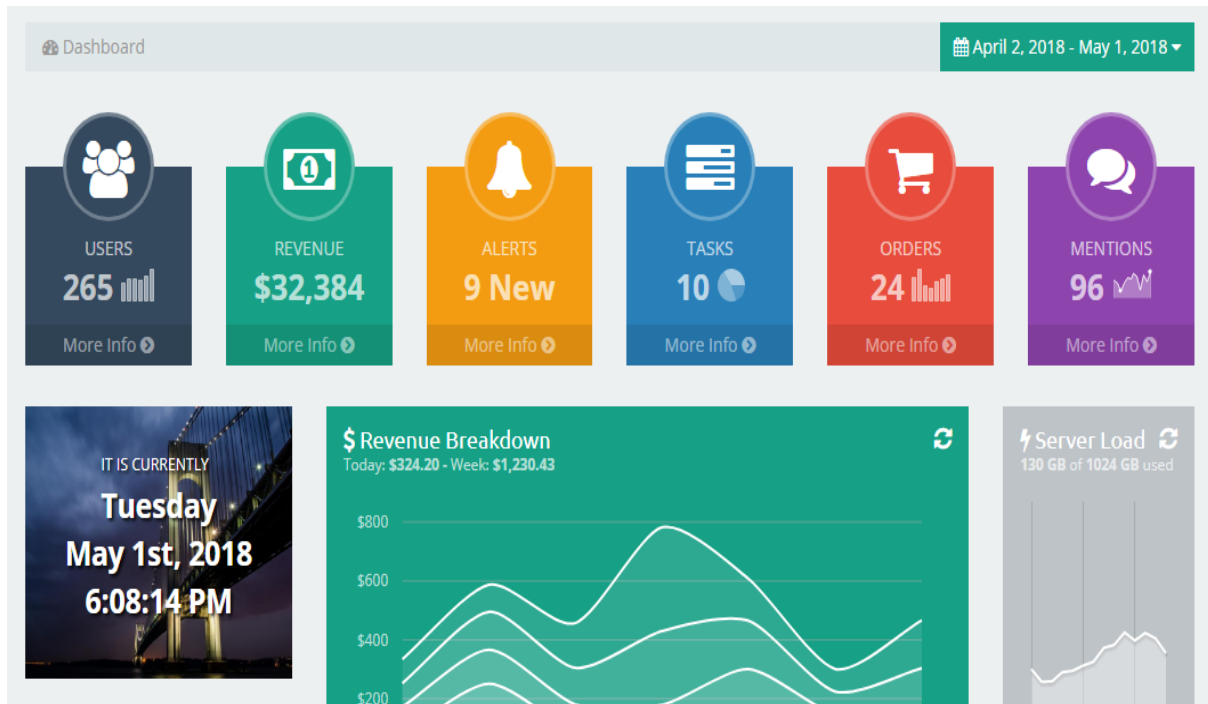 Dashboard
April 2, 2018 - May 1, 2018
USERS
265
More Info
REVENUE
$32,384
More Info
ALERTS
9 New
More Info
TASKS
10
More Info
ORDERS
24
More Info
MENTIONS
96
More Info
IT IS CURRENTLY
Tuesday
May 1st, 2018
6:08:14 PM
$ Revenue Breakdown
Today: $324.20 - Week: $1,230.43
$800
$600
$400
$200
Server Load
130 GB of 1024 GB used